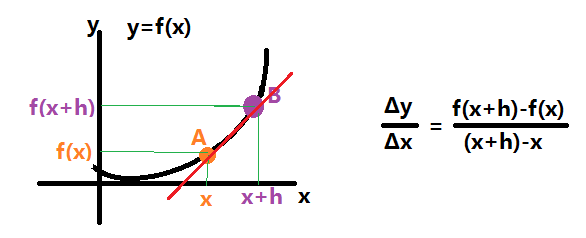 y
y=f(x)
f(x+h)
B
A
f(x)
x
x+h
x
Δy
Δx
=
f(x+h)-f(x)
(x+h)-x